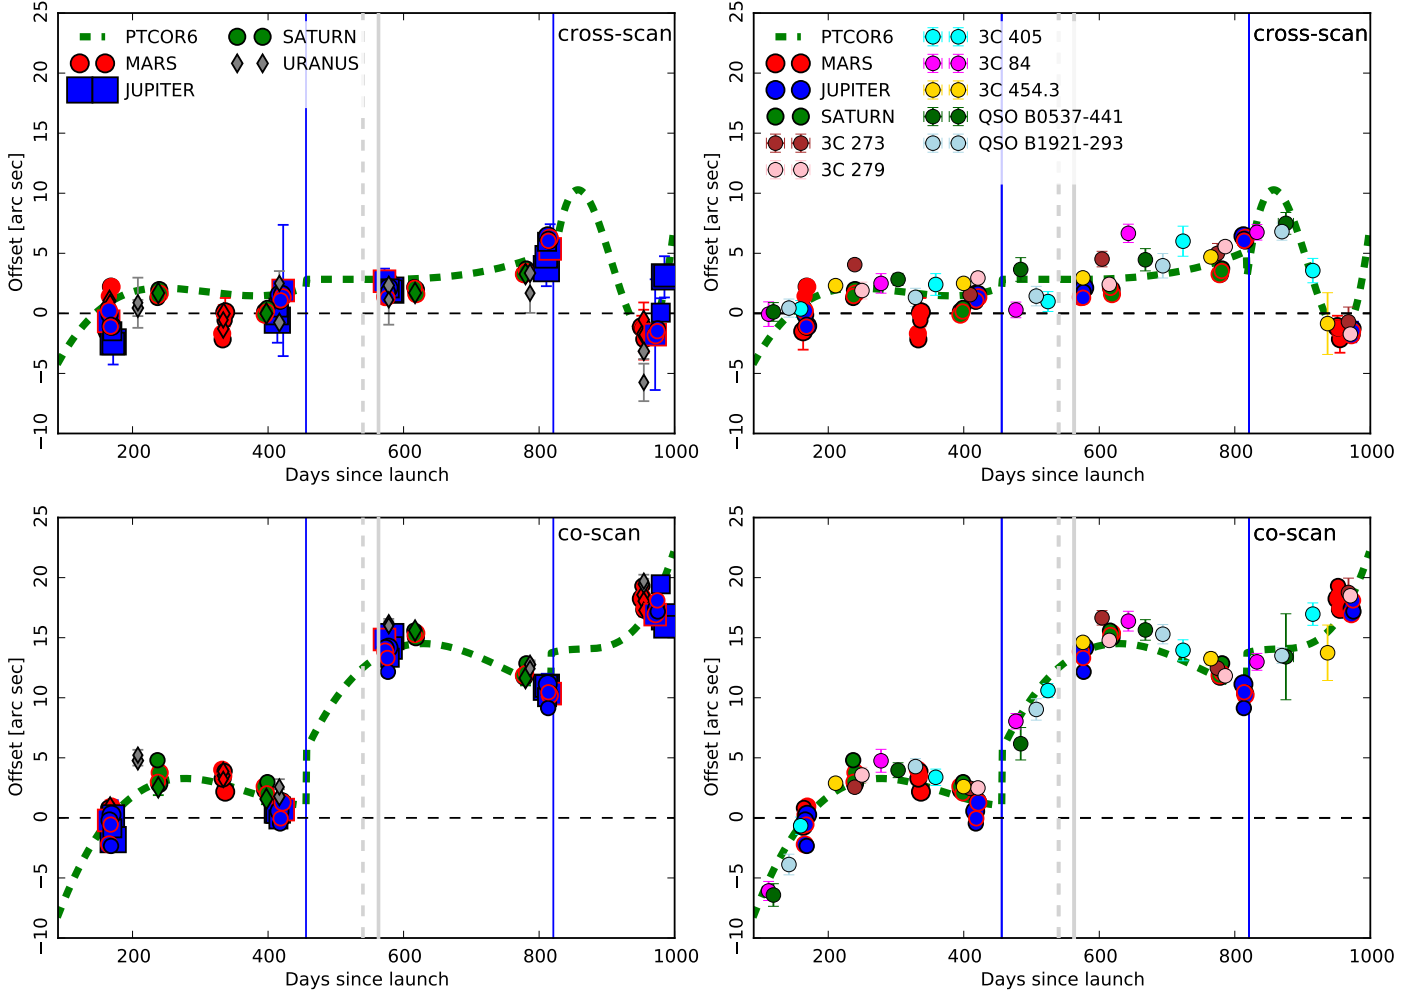 cross-scan
PTCOR6
MARS
JUPITER
SATURN
URANUS
Offset [arc sec]
25
20
15
10
5
0
−5
−10
200
400
600
800
1000
Days since launch
cross-scan
PTCOR6
MARS
JUPITER
SATURN
3C 273
3C 279
3C 405
3C 84
3C 454.3
QSO B0537-441
QSO B1921-293
Offset [arc sec]
25
20
15
10
5
0
−5
−10
200
400
600
800
1000
Days since launch
co-scan
Offset [arc sec]
25
20
15
10
5
0
−5
−10
200
400
600
800
1000
Days since launch
co-scan
Offset [arc sec]
25
20
15
10
5
0
−5
−10
200
400
600
800
1000
Days since launch